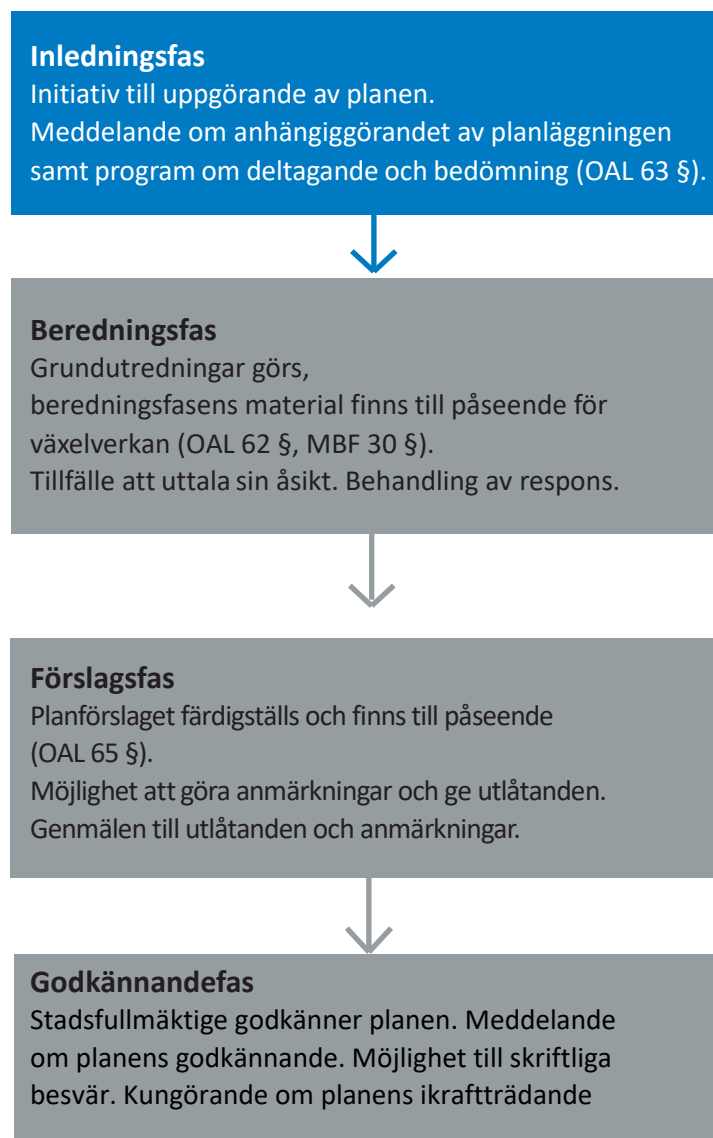 Inledningsfas
Initiativ till uppgörande av planen.
Meddelande om anhängiggörandet av planläggningen
samt program om deltagande och bedömning (OAL 63 §).
Beredningsfas
Grundutredningar görs,
beredningsfasens material finns till påseende för
växelverkan (OAL 62 §, MBF 30 §).
Tillfälle att uttala sin åsikt. Behandling av respons.
Förslagsfas
Planförslaget färdigställs och finns till påseende
(OAL 65 §).
Möjlighet att göra anmärkningar och ge utlåtanden.
Genmälen till utlåtanden och anmärkningar.
Godkännandefas
Stadsfullmäktige godkänner planen. Meddelande
om planens godkännande. Möjlighet till skriftliga
besvär. Kungörande om planens ikraftträdande